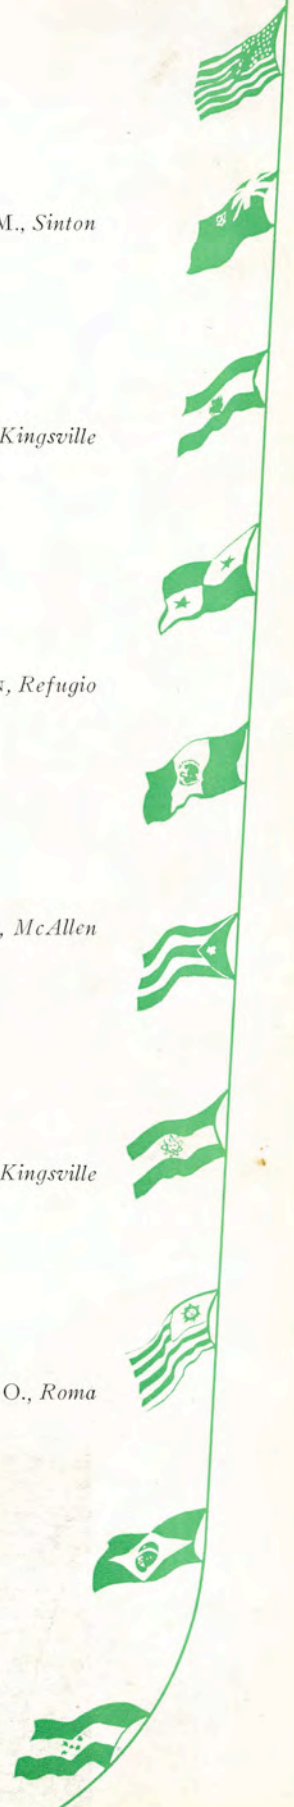 M., Sinton
Kingsville
, Refugio
, McAllen
Kingsville
O., Roma